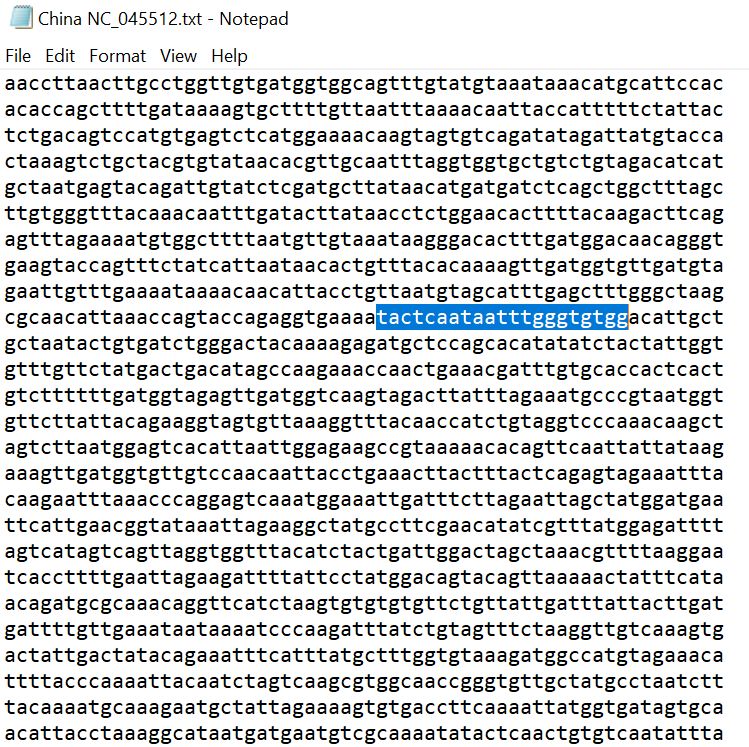 China NC_045512.txt - Notepad
File Edit Format View Help
aaccttaacttgcctggttgtgatggtggcagtttgtatgtaaataaacatgcattccac
acaccagcttttgataaaagtgcttttgttaatttaaaacaattaccatttttctattac
tctgacagtccatgtgagtctcatggaaaacaagtagtgtcagatatagattatgtacca
ctaaagtctgctacgtgtataacacgttgcaatttaggtggtgctgtctgtagacatcat
gctaatgagtacagattgtatctcgatgcttataacatgatgatctcagctggctttagc
ttgtgggtttacaaacaatttgatacttataacctctggaacacttttacaagacttcag
agtttagaaaatgtggcttttaatgttgtaaataagggacactttgatggacaacagggt
gaagtaccagtttctatcattaataacactgtttacacaaaagttgatggtgttgatgta
gaattgtttgaaaataaaacaacattacctgttaatgtagcatttgagctttgggctaag
cgcaacattaaaccagtaccagaggtgaaaatactcaataatttgggtgtggacattgct
gctaatactgtgatctgggactacaaaagagatgctccagcacatatatctactattggt
gtttgttctatgactgacatagccaagaaaccaactgaaacgatttgtgcaccactcact
gtcttttttgatggtagagttgatggtcaagtagacttatttagaaatgcccgtaatggt
gttcttattacagaaggtagtgttaaaggtttacaaccatctgtaggtcccaaacaagct
agtcttaatggagtcacattaattggagaagccgtaaaaacacagttcaattattataag
aaagttgatggtgttgtccaacaattacctgaaacttactttactcagagtagaaattta
caagaatttaaacccaggagtcaaatggaaattgatttcttagaattagctatggatgaa
ttcattgaacggtataaattagaaggctatgccttcgaacatatcgtttatggagatttt
agtcatagtcagttaggtggtttacatctactgattggactagctaaacgttttaaggaa
tcaccttttgaattagaagattttattcctatggacagtacagttaaaaactatttcata
acagatgcgcaaacaggttcatctaagtgtgtgtgttctgttattgatttattacttgat
gattttgttgaaataataaaatcccaagatttatctgtagtttctaaggttgtcaaagtg
actattgactatacagaaatttcatttatgctttggtgtaaagatggccatgtagaaaca
ttttacccaaaattacaatctagtcaagcgtggcaaccgggtgttgctatgcctaatctt
tacaaaatgcaaagaatgctattagaaaagtgtgaccttcaaaattatggtgatagtgca
acattacctaaaggcataatgatgaatgtcgcaaaatatactcaactgtgtcaatattta